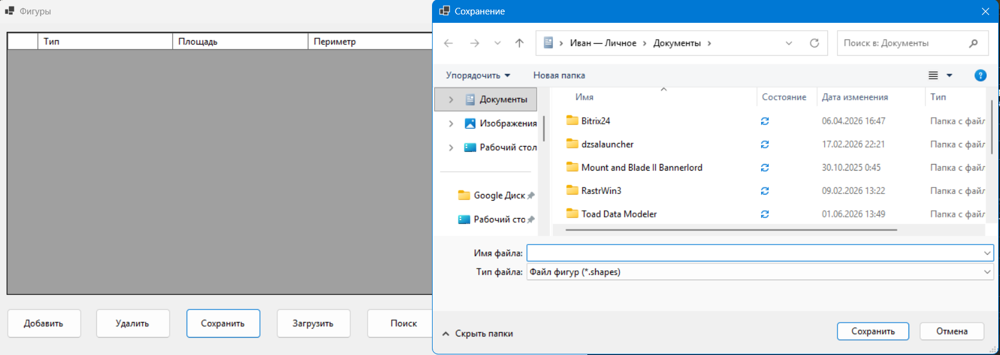 Фигуры
Тип Площадь Периметр
Добавить Удалить Сохранить Загрузить Поиск
Сохранение
Иван — Личное Документы
Поиск в: Документы
Упорядочить Новая папка
Документы
Изображения
Рабочий стол
Google Диск
Рабочий сто
Имя Состояние Дата изменения Тип
Bitrix24 06.04.2026 16:47 Папка с файл
dzsalauncher 17.02.2026 22:21 Папка с файл
Mount and Blade II Bannerlord 30.10.2025 0:45 Папка с файл
RastrWin3 09.02.2026 13:22 Папка с файл
Toad Data Modeler 01.06.2026 13:49 Папка с файл
Имя файла:
Тип файла: Файл фигур (*.shapes)
Скрыть папки
Сохранить Отмена